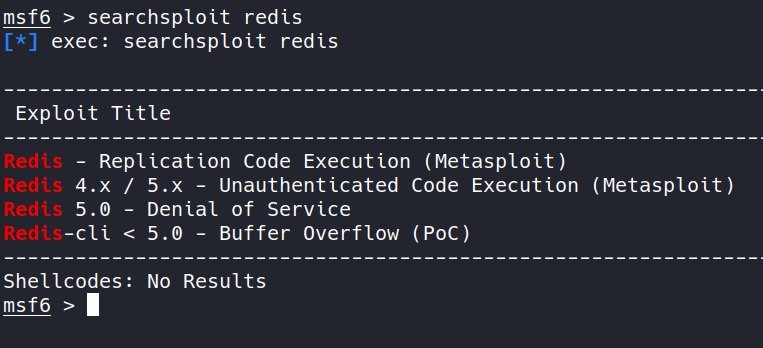 msf6 > searchsploit redis
[*] exec: searchsploit redis
----------------------------------------------------------------
Exploit Title
----------------------------------------------------------------
Redis - Replication Code Execution (Metasploit)
Redis 4.x / 5.x - Unauthenticated Code Execution (Metasploit)
Redis 5.0 - Denial of Service
Redis-cli < 5.0 - Buffer Overflow (PoC)
----------------------------------------------------------------
Shellcodes: No Results
msf6 >